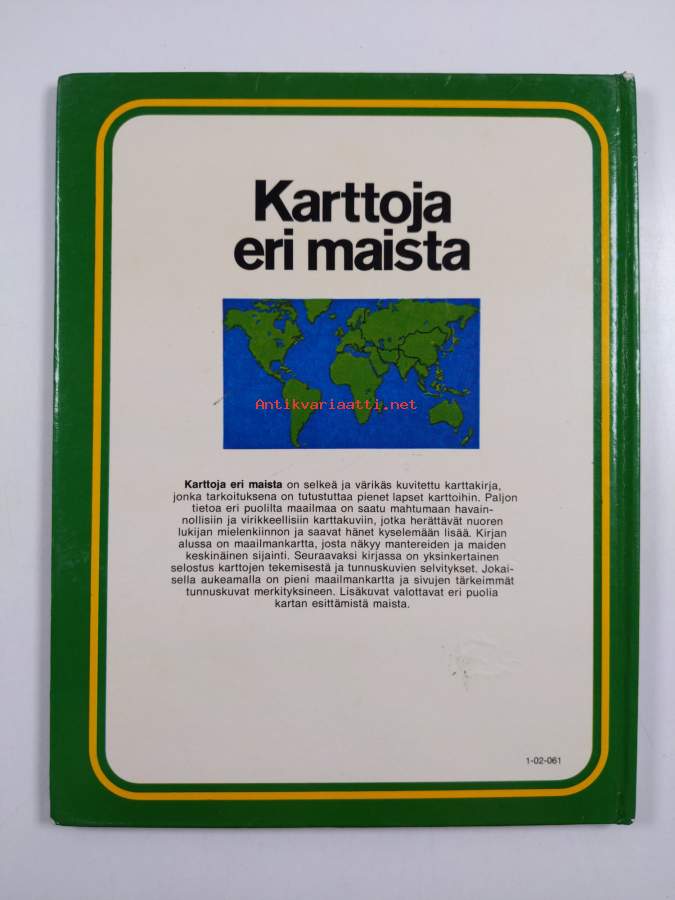 Karttoja
eri maista
Antikvariaatti.net
Karttoja eri maista on selkeä ja värikäs kuvitettu karttakirja,
jonka tarkoituksena on tutustuttaa pienet lapset karttoihin. Paljon
tietoa eri puolilta maailmaa on saatu mahtumaan havain-
nollisiin ja virikkeellisiin karttakuviin, jotka herättävät nuoren
lukijan mielenkiinnon ja saavat hänet kyselemään lisää. Kirjan
alussa on maailmankartta, josta näkyy mantereiden ja maiden
keskinäinen sijainti. Seuraavaksi kirjassa on yksinkertainen
selostus karttojen tekemisestä ja tunnuskuvien selvitykset. Jokai-
sella aukeamalla on pieni maailmankartta ja sivujen tärkeimmät
tunnuskuvat merkityksineen. Lisäkuvat valottavat eri puolia
kartan esittämistä maista.
1-02-061